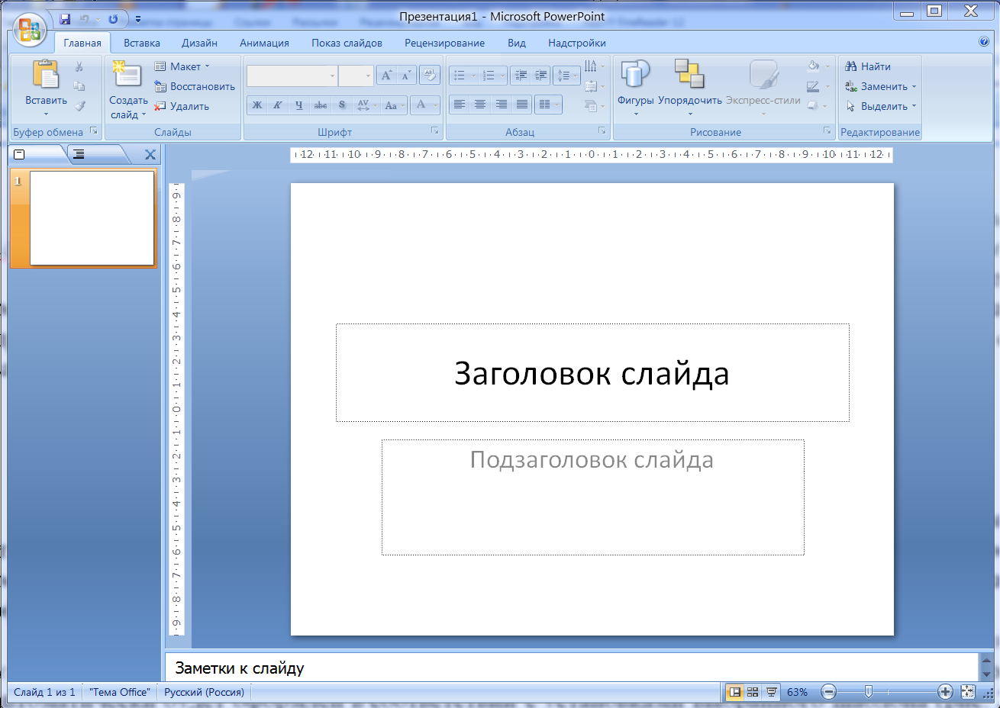 Презентация1 - Microsoft PowerPoint
Главная Вставка Дизайн Анимация Показ слайдов Рецензирование Вид Надстройки
Вставить
Буфер обмена
Создать слайд
Макет
Восстановить
Удалить
Слайды
Ж К Ч abc S AV Aa А
Шрифт
Абзац
Фигуры Упорядочить Экспресс-стили
Рисование
Найти
Заменить
Выделить
Редактирование
12 11 10 9 8 7 6 5 4 3 2 1 0 1 2 3 4 5 6 7 8 9 10 11 12
1
9 8 7 6 5 4 3 2 1 0 1 2 3 4 5 6 7 8 9
Заголовок слайда
Подзаголовок слайда
Заметки к слайду
Слайд 1 из 1 "Тема Office" Русский (Россия) 63%